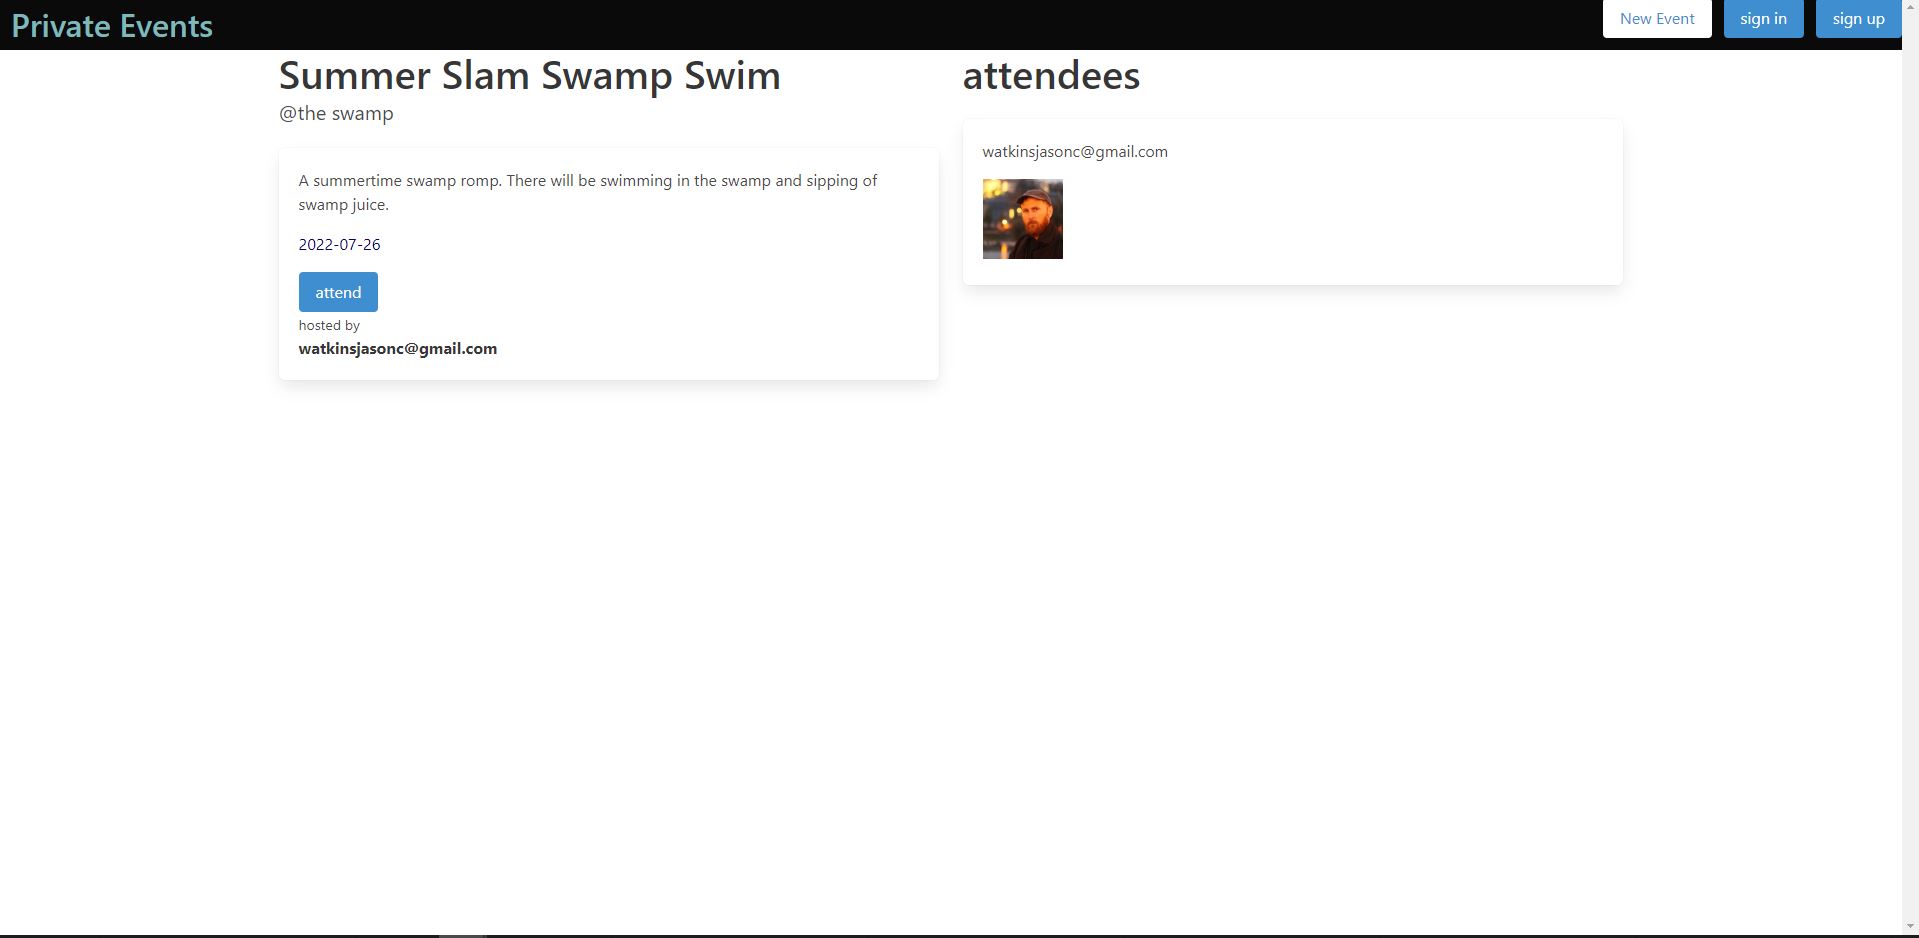 Private Events
New Event
sign in
sign up
Summer Slam Swamp Swim
@the swamp
A summertime swamp romp. There will be swimming in the swamp and sipping of
swamp juice.
2022-07-26
attend
hosted by
watkinsjasonc@gmail.com
attendees
watkinsjasonc@gmail.com